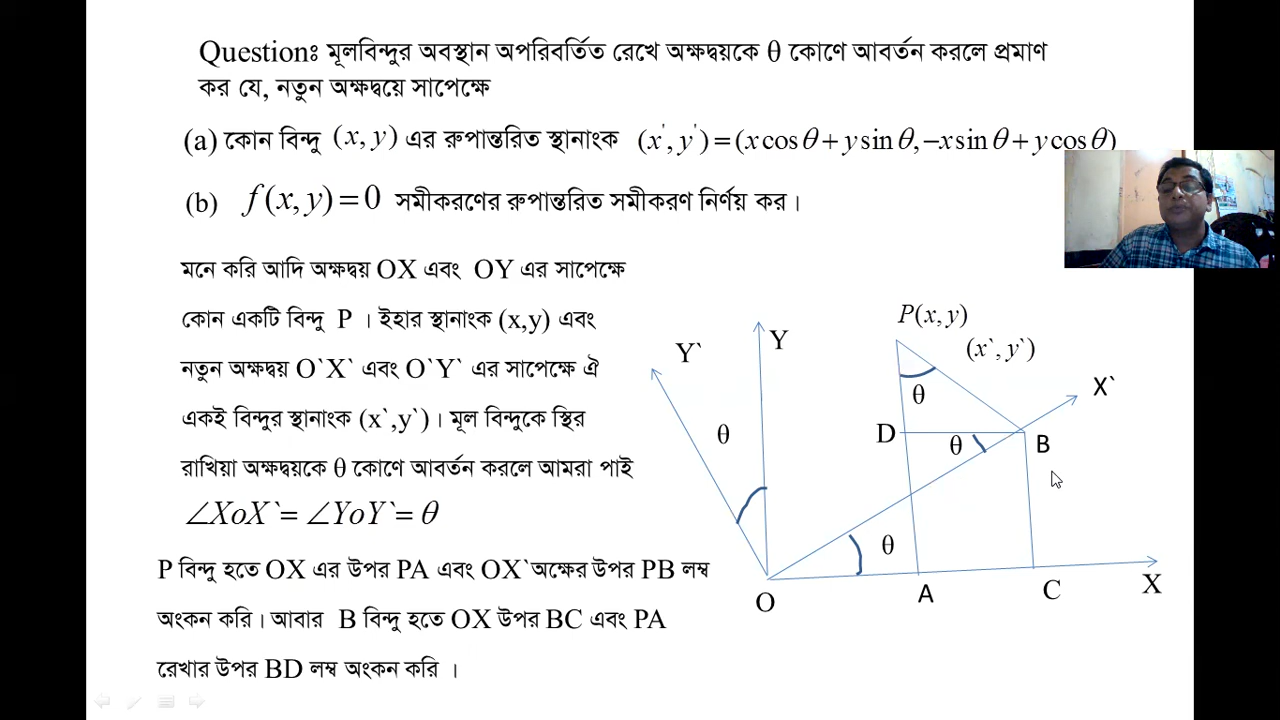 Questionঃ মূলবিন্দুর অবস্থান অপরিবর্তিত রেখে অক্ষদ্বয়কে θ কোণে আবর্তন করলে প্রমাণ
কর যে, নতুন অক্ষদ্বয়ে সাপেক্ষে
(a) কোন বিন্দু (x, y) এর রুপান্তরিত স্থানাংক (x', y') = (x cos θ + y sin θ, −x sin θ + y cos θ)
(b) f(x, y) = 0 সমীকরণের রুপান্তরিত সমীকরণ নির্ণয় কর।
মনে করি আদি অক্ষদ্বয় OX এবং OY এর সাপেক্ষে
কোন একটি বিন্দু P । ইহার স্থানাংক (x,y) এবং
নতুন অক্ষদ্বয় O`X` এবং O`Y` এর সাপেক্ষে ঐ
একই বিন্দুর স্থানাংক (x`,y`)। মূল বিন্দুকে স্থির
রাখিয়া অক্ষদ্বয়কে θ কোণে আবর্তন করলে আমরা পাই
∠XoX`= ∠YoY`= θ
P বিন্দু হতে OX এর উপর PA এবং OX`অক্ষের উপর PB লম্ব
অংকন করি। আবার B বিন্দু হতে OX উপর BC এবং PA
রেখার উপর BD লম্ব অংকন করি ।
P(x, y)
(x`, y`)
Y`
Y
X`
θ
θ
D
θ
B
θ
O
A
C
X